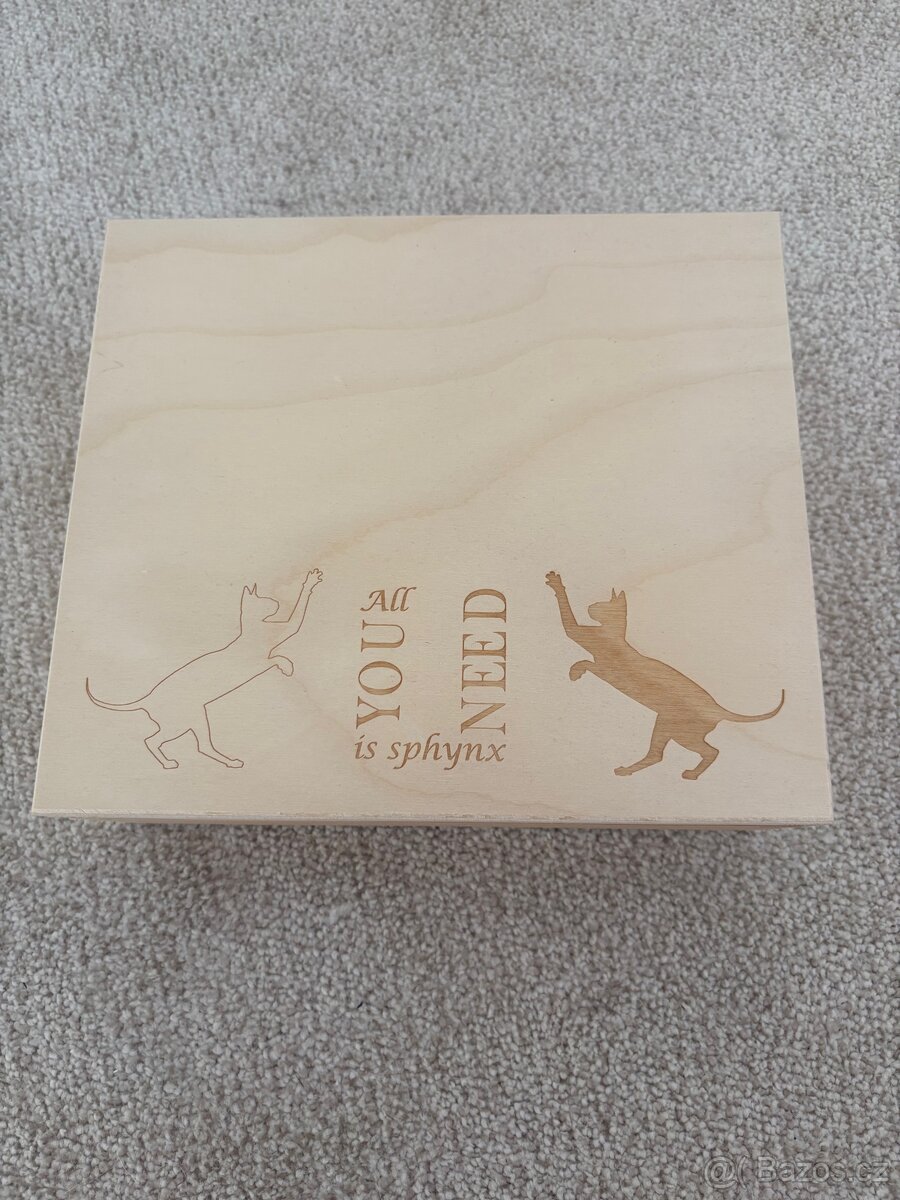 All
YOU NEED
is sphynx
@( Bazos.cz